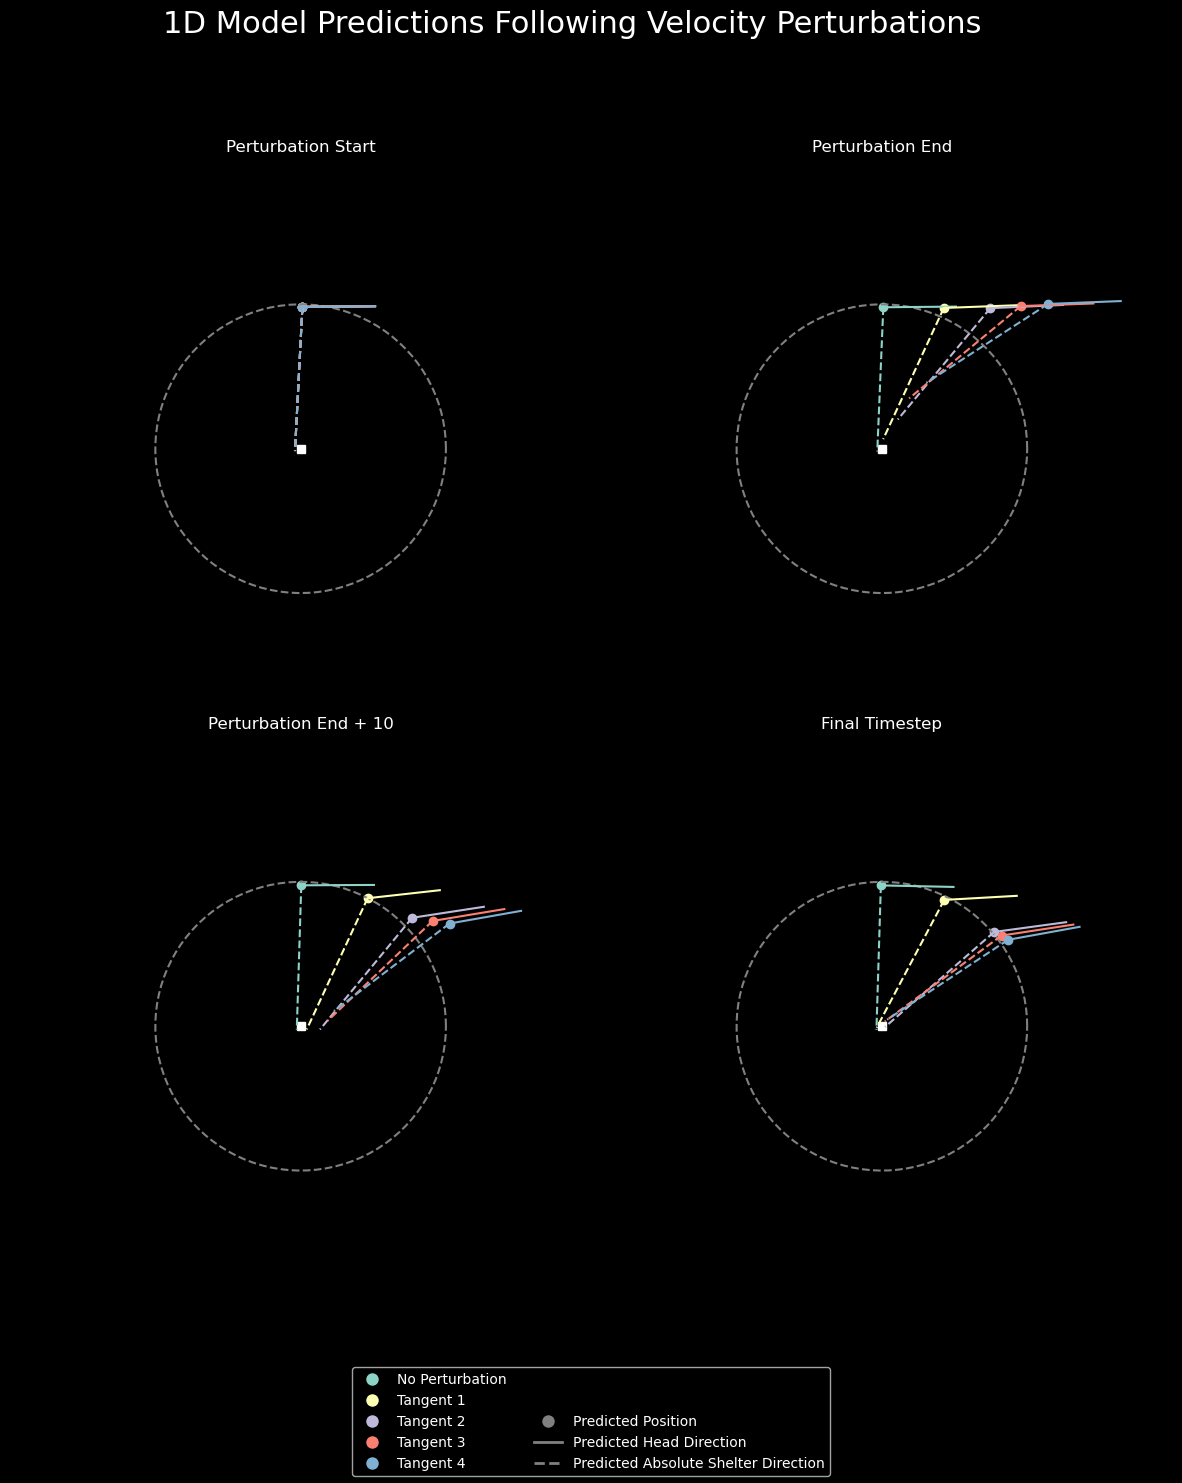 1D Model Predictions Following Velocity Perturbations
Perturbation Start
Perturbation End
Perturbation End + 10
Final Timestep
No Perturbation
Tangent 1
Tangent 2
Tangent 3
Tangent 4
Predicted Position
Predicted Head Direction
Predicted Absolute Shelter Direction